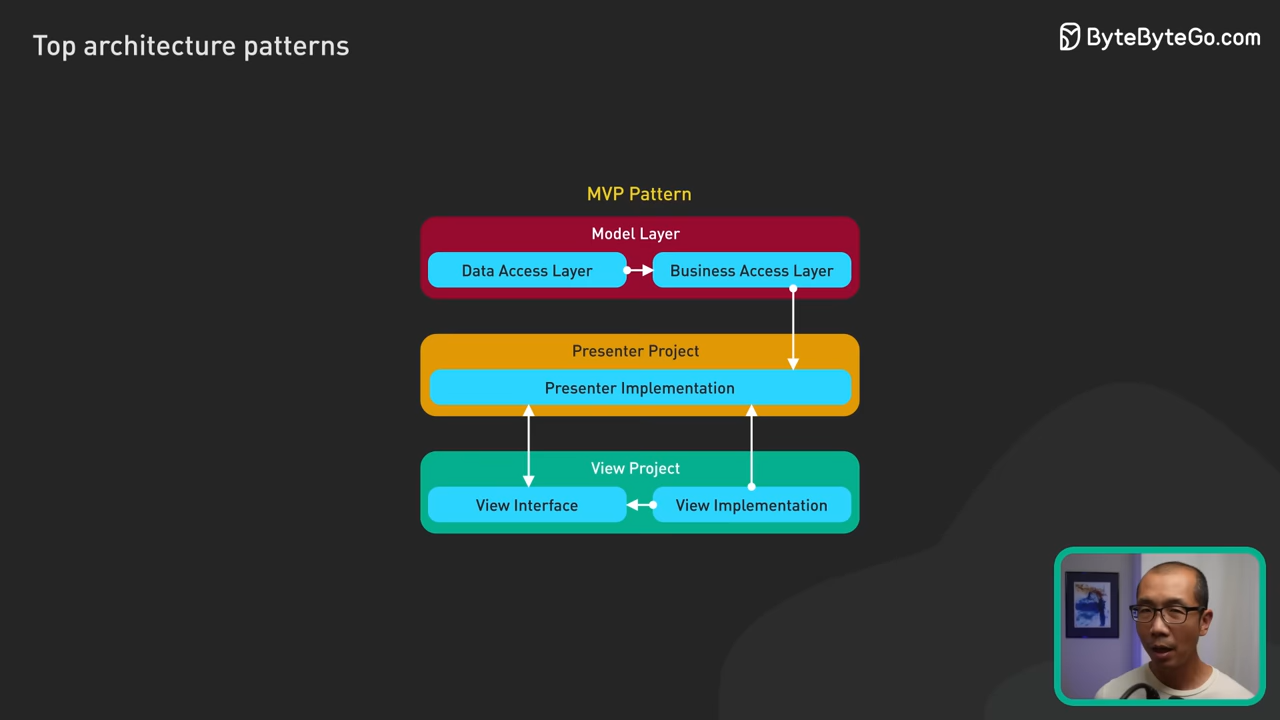 Top architecture patterns
ByteByteGo.com
MVP Pattern
Model Layer
Data Access Layer
Business Access Layer
Presenter Project
Presenter Implementation
View Project
View Interface
View Implementation